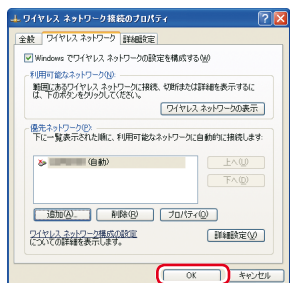 ワイヤレス ネットワーク接続のプロパティ
全般 ワイヤレス ネットワーク 詳細設定
Windows でワイヤレス ネットワークの設定を構成する(W)
利用可能なネットワーク(N):
範囲にあるワイヤレス ネットワークに接続、切断または詳細を表示するに
は、下のボタンをクリックしてください。
ワイヤレス ネットワークの表示
優先ネットワーク(P):
下に一覧表示された順に、利用可能なネットワークに自動的に接続します:
(自動)
上へ(U)
下へ(D)
追加(A)... 削除(R) プロパティ(O)
ワイヤレス ネットワーク構成の設定
についての詳細を表示します。
詳細設定(V)
OK キャンセル